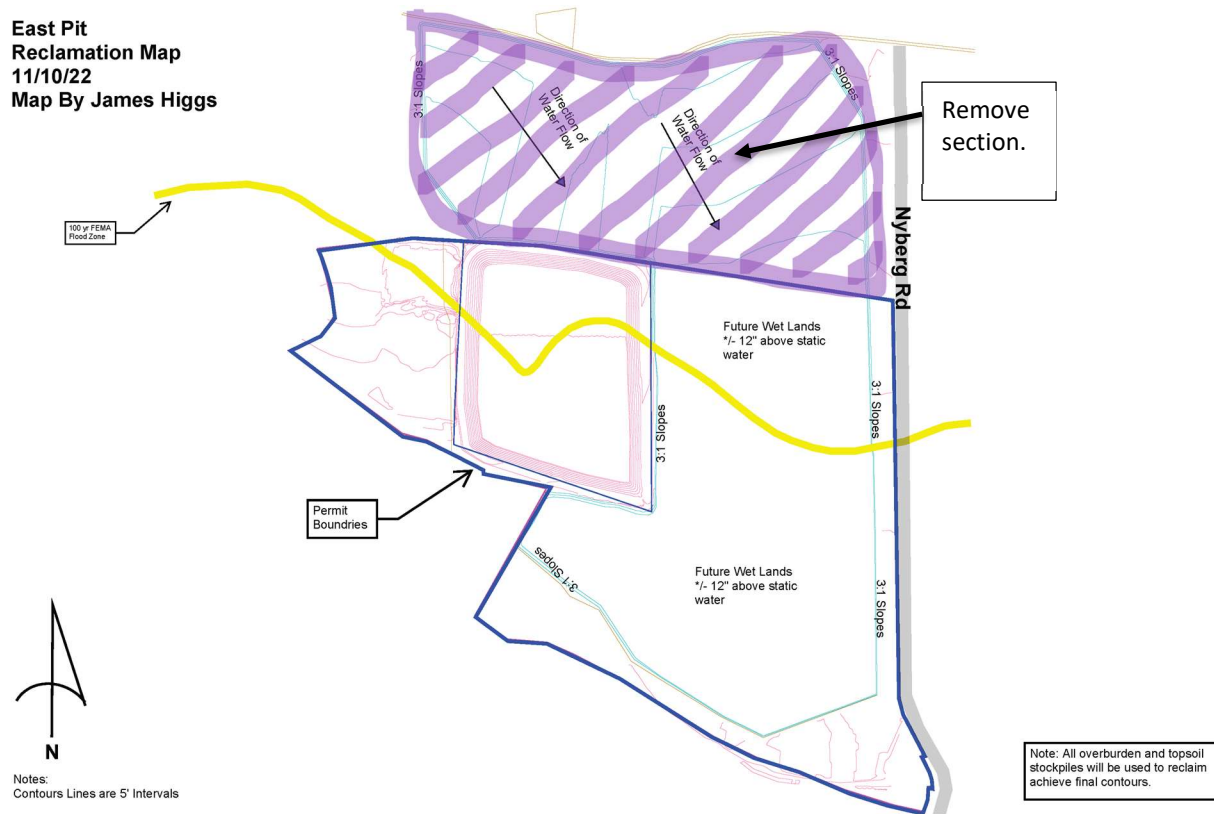 East Pit
Reclamation Map
11/10/22
Map By James Higgs
3:1 Slopes
Direction of
Water Flow
Direction of
Water Flow
3:1 Slopes
Remove
section.
Nyberg Rd
100 yr FEMA
Flood Zone
Future Wet Lands
*/- 12" above static
water
3:1 Slopes
3:1 Slopes
Permit
Boundries
3:1 Slopes
Future Wet Lands
*/- 12" above static
water
3:1 Slopes
N
Notes:
Contours Lines are 5' Intervals
Note: All overburden and topsoil
stockpiles will be used to reclaim
achieve final contours.